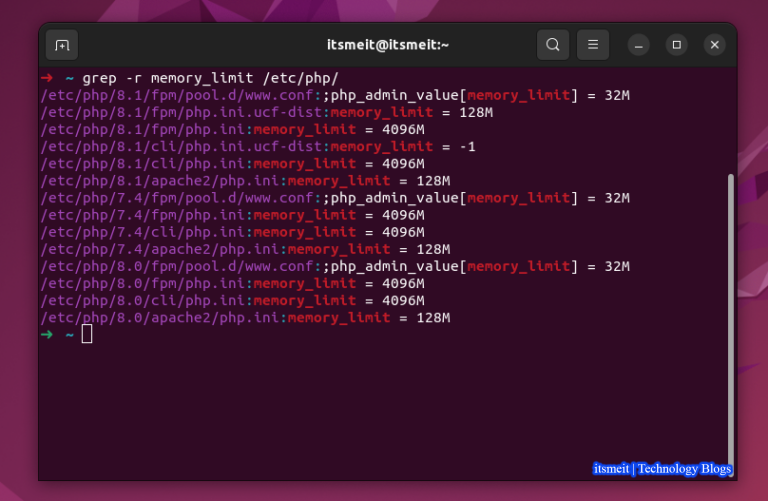 itsmeit@itsmeit:~
➜ ~ grep -r memory_limit /etc/php/
/etc/php/8.1/fpm/pool.d/www.conf:;php_admin_value[memory_limit] = 32M
/etc/php/8.1/fpm/php.ini.ucf-dist:memory_limit = 128M
/etc/php/8.1/fpm/php.ini:memory_limit = 4096M
/etc/php/8.1/cli/php.ini.ucf-dist:memory_limit = -1
/etc/php/8.1/cli/php.ini:memory_limit = 4096M
/etc/php/8.1/apache2/php.ini:memory_limit = 128M
/etc/php/7.4/fpm/pool.d/www.conf:;php_admin_value[memory_limit] = 32M
/etc/php/7.4/fpm/php.ini:memory_limit = 4096M
/etc/php/7.4/cli/php.ini:memory_limit = 4096M
/etc/php/7.4/apache2/php.ini:memory_limit = 128M
/etc/php/8.0/fpm/pool.d/www.conf:;php_admin_value[memory_limit] = 32M
/etc/php/8.0/fpm/php.ini:memory_limit = 4096M
/etc/php/8.0/cli/php.ini:memory_limit = 4096M
/etc/php/8.0/apache2/php.ini:memory_limit = 128M
➜ ~
itsmeit | Technology Blogs